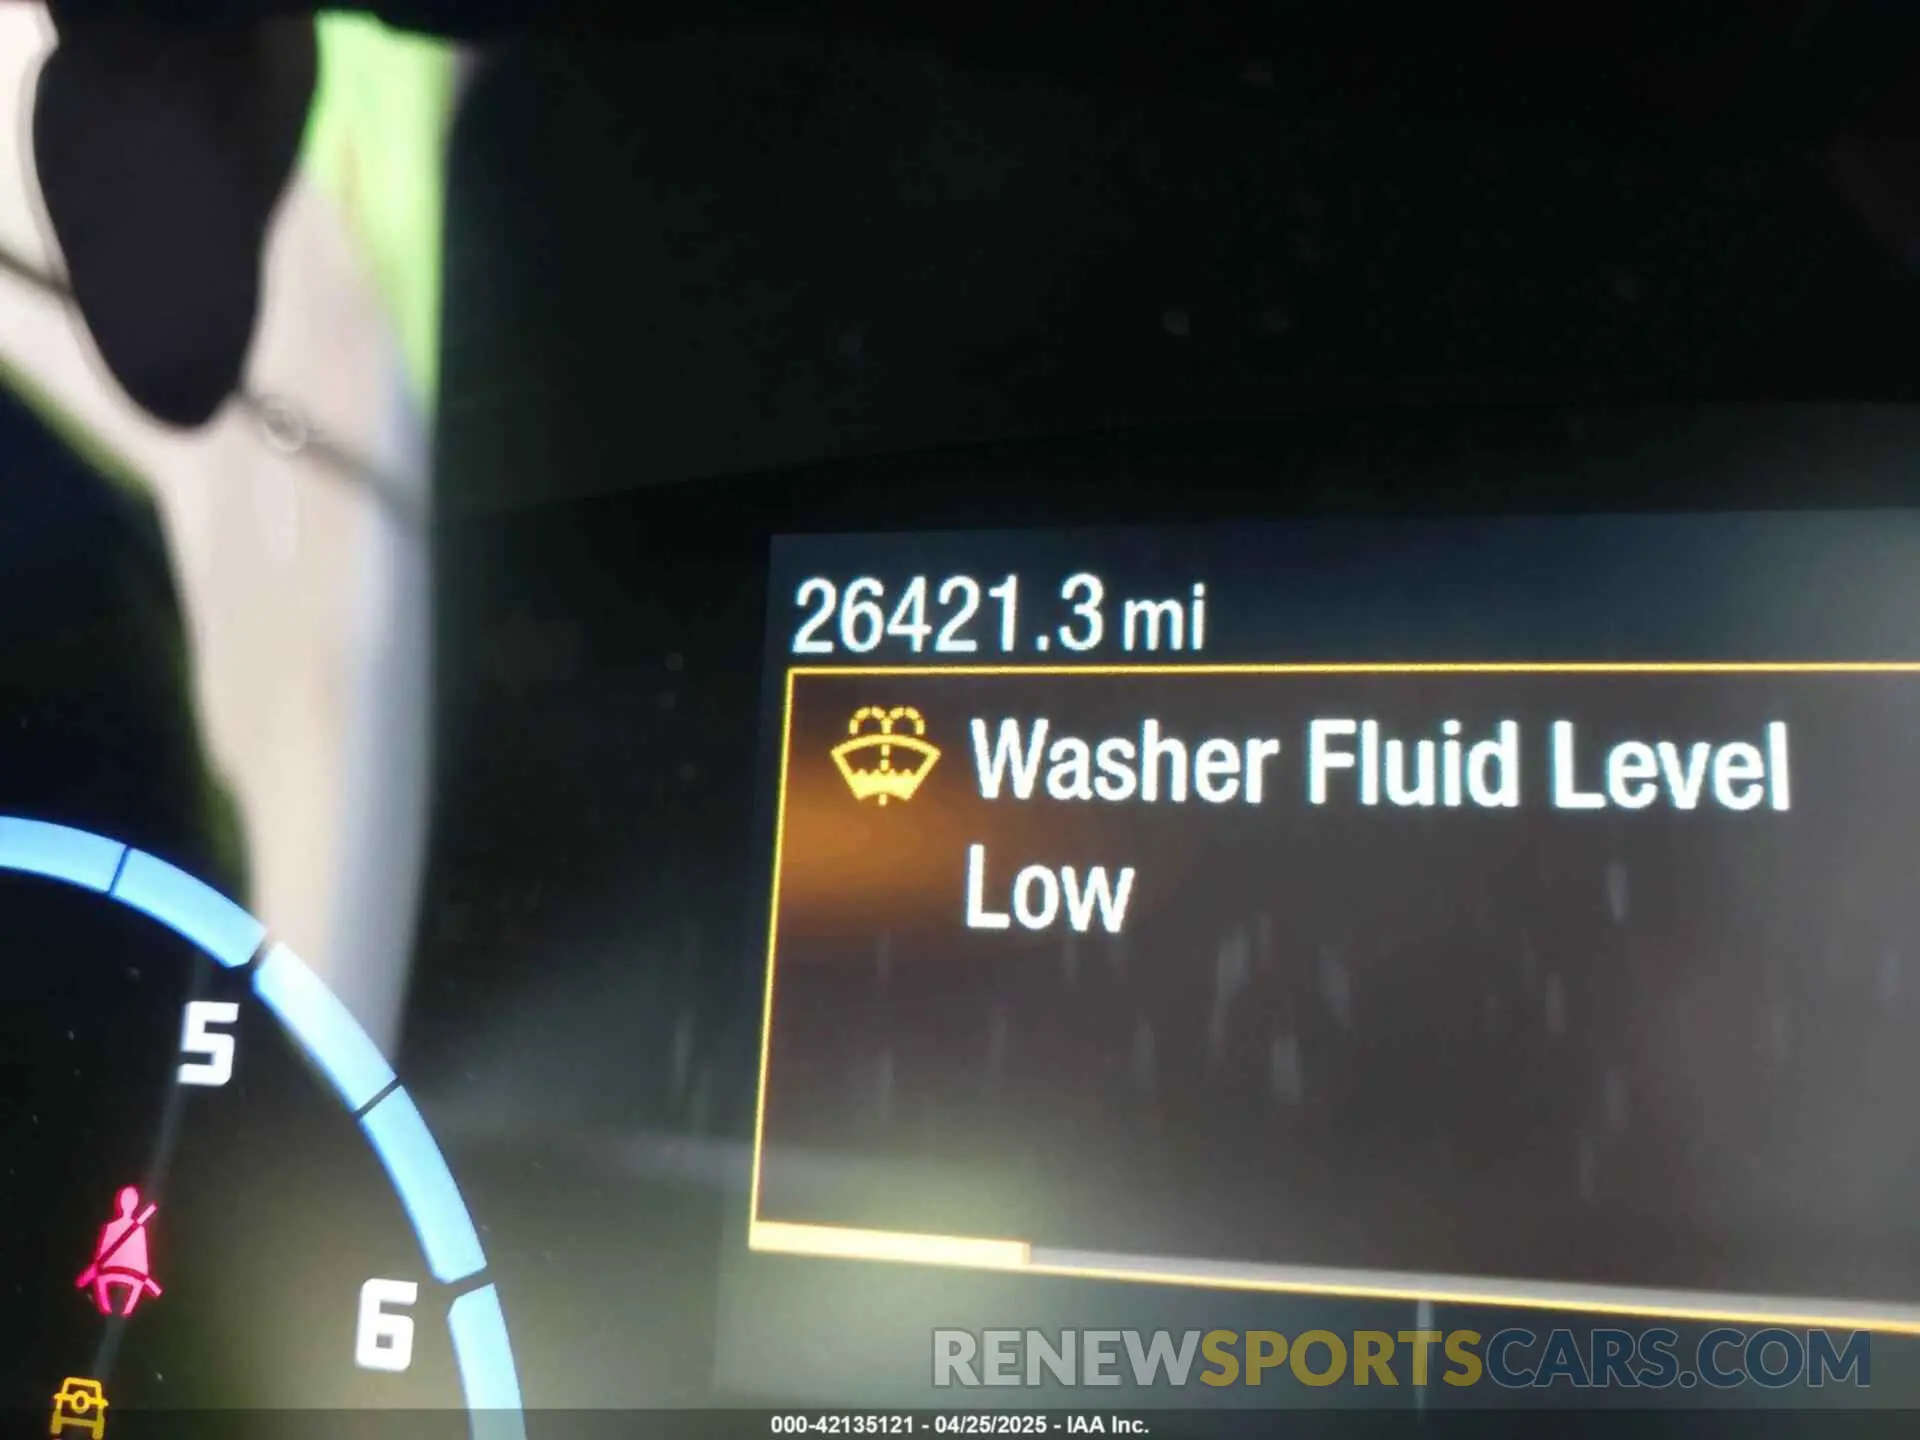 26421.3 mi
Washer Fluid Level
Low
5
6
RENEWSPORTSCARS.COM
000-42135121 - 04/25/2025 - IAA Inc.